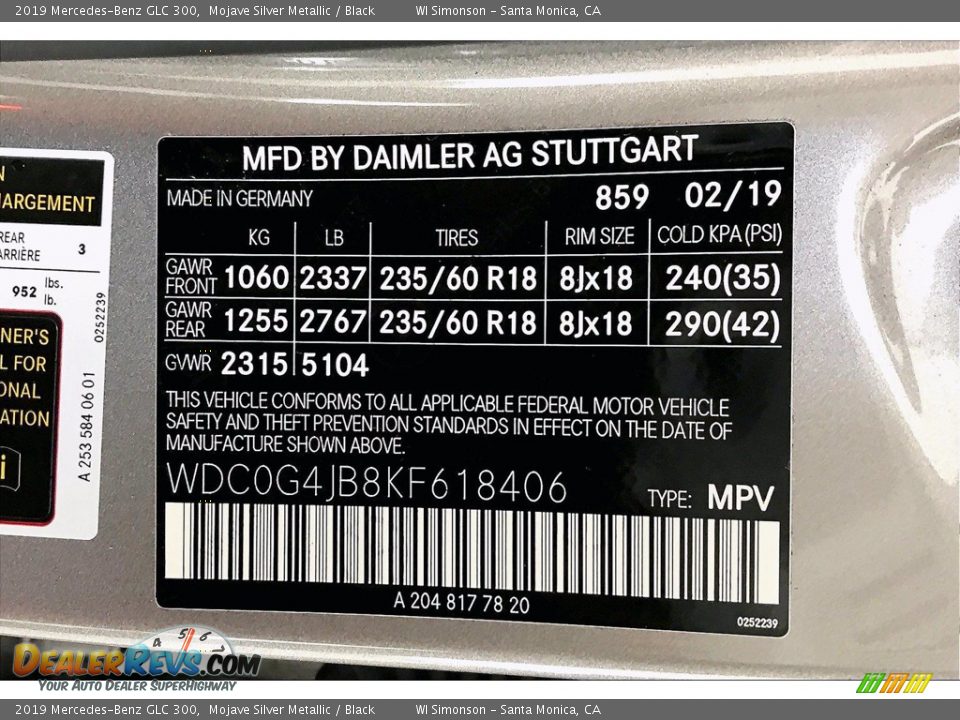 2019 Mercedes-Benz GLC 300, Mojave Silver Metallic / Black WI Simonson - Santa Monica, CA
ARGEMENT
REAR
ARRIÈRE 3
952 lbs.
lb.
0252239
NER'S
L FOR
ONAL
ATION
i
A 253 584 06 01
MFD BY DAIMLER AG STUTTGART
MADE IN GERMANY 859 02/19
KG LB TIRES RIM SIZE COLD KPA (PSI)
GAWR FRONT 1060 2337 235/60 R18 8Jx18 240(35)
GAWR REAR 1255 2767 235/60 R18 8Jx18 290(42)
GVWR 2315 5104
THIS VEHICLE CONFORMS TO ALL APPLICABLE FEDERAL MOTOR VEHICLE
SAFETY AND THEFT PREVENTION STANDARDS IN EFFECT ON THE DATE OF
MANUFACTURE SHOWN ABOVE.
WDC0G4JB8KF618406
TYPE: MPV
A 204 817 78 20
0252239
4 5 6 7
DEALERREVS.COM
YOUR AUTO DEALER SUPERHIGHWAY
2019 Mercedes-Benz GLC 300, Mojave Silver Metallic / Black WI Simonson - Santa Monica, CA